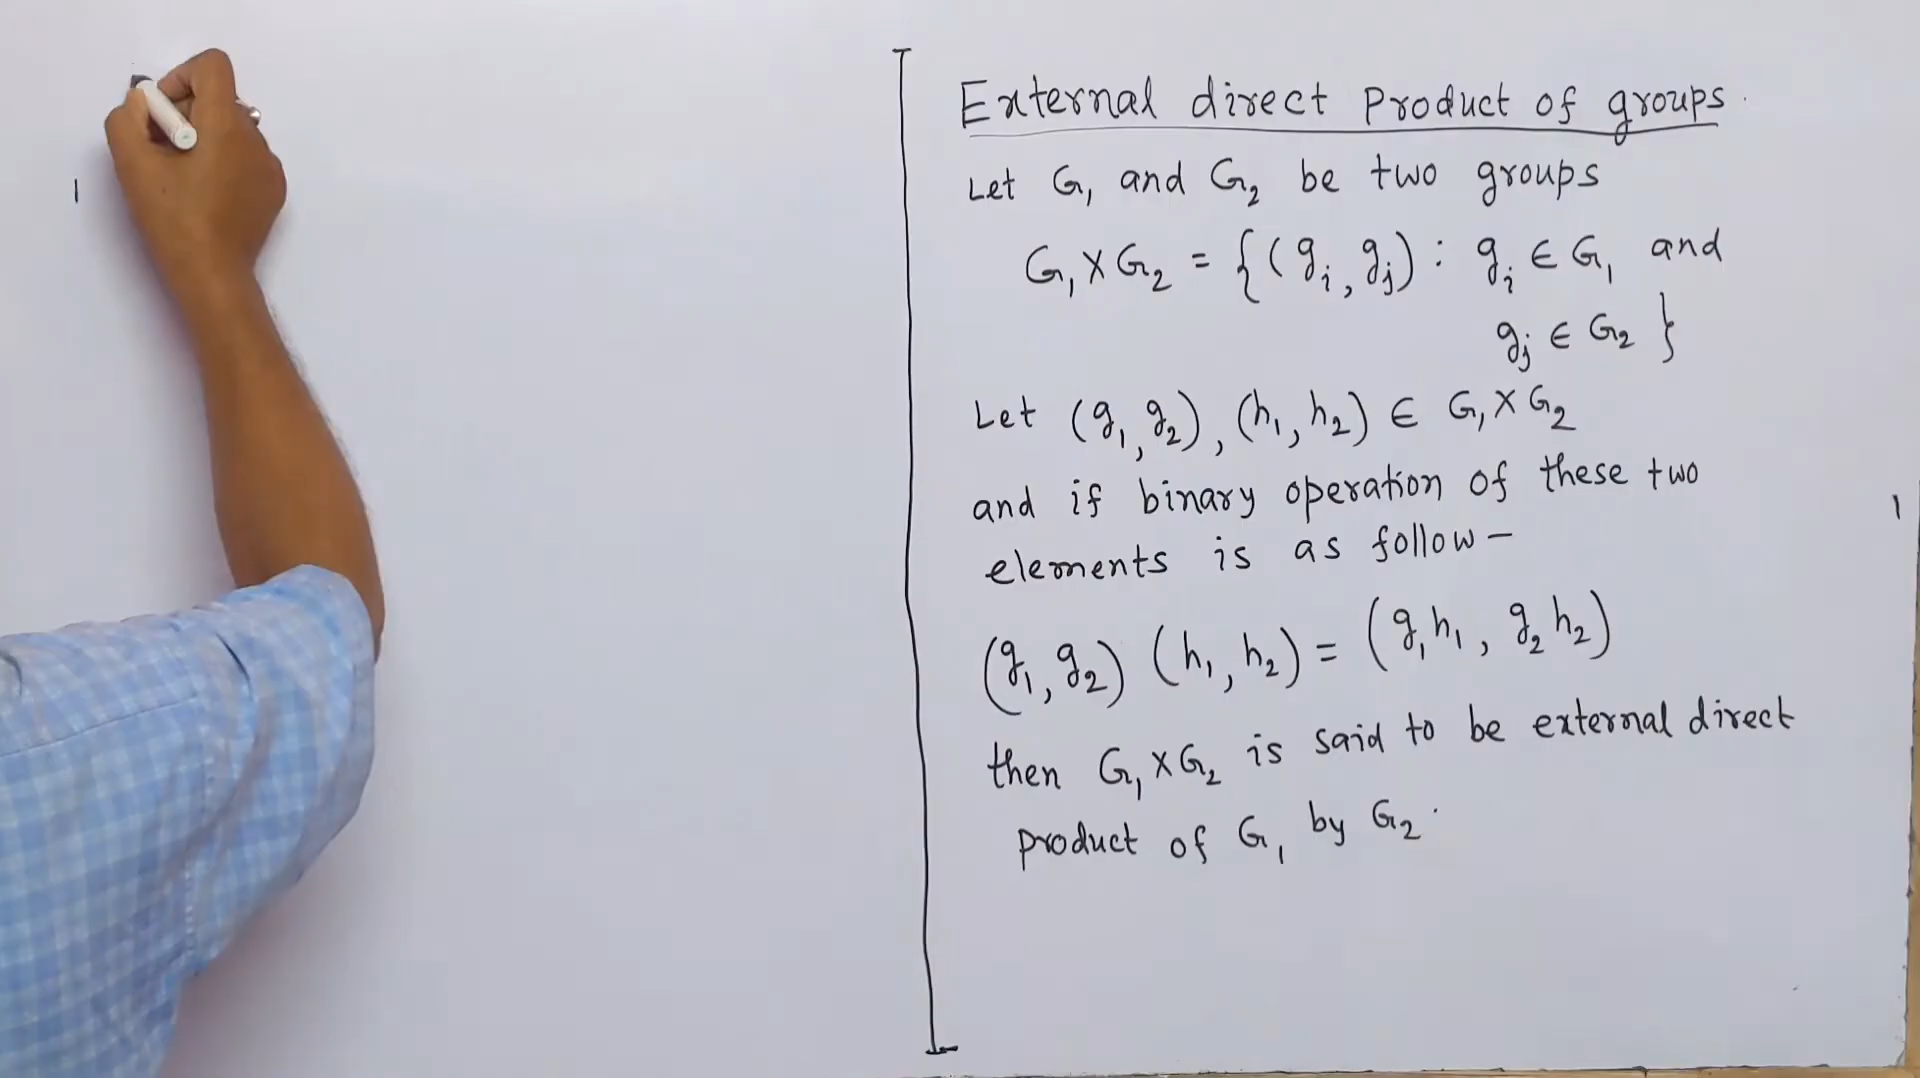 External direct product of groups.
Let G₁ and G₂ be two groups
G₁ X G₂ = {(gᵢ, gⱼ) : gᵢ ∈ G₁ and
gⱼ ∈ G₂ }
Let (g₁, g₂), (h₁, h₂) ∈ G₁ X G₂
and if binary operation of these two
elements is as follow -
(g₁, g₂) (h₁, h₂) = (g₁h₁, g₂h₂)
then G₁ X G₂ is said to be external direct
product of G₁ by G₂.